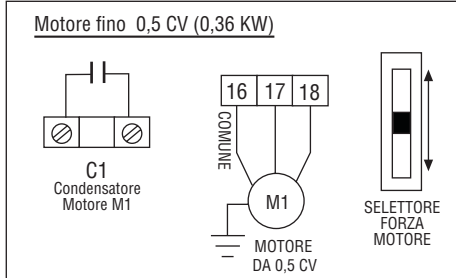 Motore fino 0,5 CV (0,36 KW)
16 17 18
COMUNE
C1
Condensatore
Motore M1
M1
MOTORE
DA 0,5 CV
SELETTORE
FORZA
MOTORE